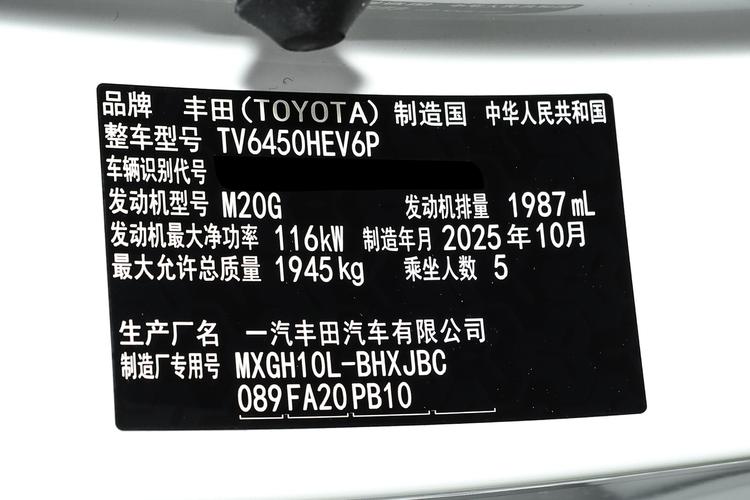 品牌 丰田(TOYOTA) 制造国 中华人民共和国
整车型号 TV6450HEV6P
车辆识别代号
发动机型号 M20G 发动机排量 1987mL
发动机最大净功率 116kW 制造年月 2025年10月
最大允许总质量 1945kg 乘坐人数 5
生产厂名 一汽丰田汽车有限公司
制造厂专用号 MXGH10L-BHXJBC
089FA20PB10